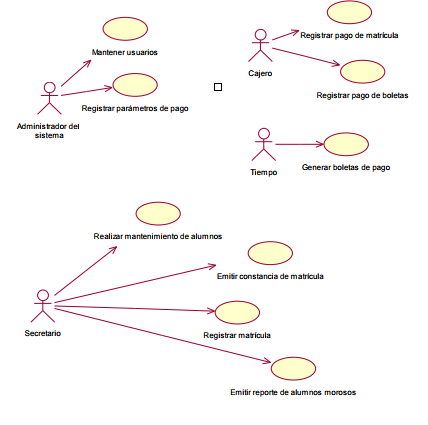 Mantener usuarios
Registrar parámetros de pago
Administrador del
sistema
Registrar pago de matrícula
Cajero
Registrar pago de boletas
Tiempo
Generar boletas de pago
Realizar mantenimiento de alumnos
Emitir constancia de matrícula
Secretario
Registrar matrícula
Emitir reporte de alumnos morosos